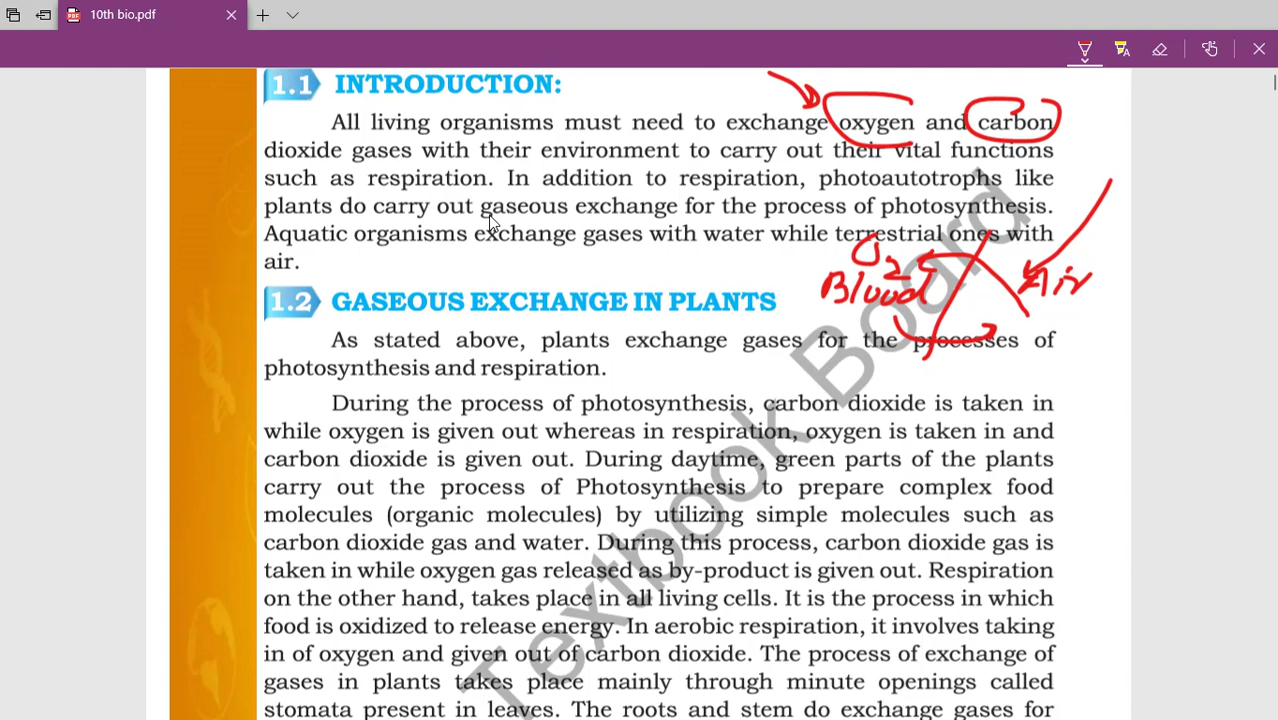 10th bio.pdf
1.1 INTRODUCTION:
All living organisms must need to exchange oxygen and carbon
dioxide gases with their environment to carry out their vital functions
such as respiration. In addition to respiration, photoautotrophs like
plants do carry out gaseous exchange for the process of photosynthesis.
Aquatic organisms exchange gases with water while terrestrial ones with
air.
O2
Blood
Air
1.2 GASEOUS EXCHANGE IN PLANTS
As stated above, plants exchange gases for the processes of
photosynthesis and respiration.
During the process of photosynthesis, carbon dioxide is taken in
while oxygen is given out whereas in respiration, oxygen is taken in and
carbon dioxide is given out. During daytime, green parts of the plants
carry out the process of Photosynthesis to prepare complex food
molecules (organic molecules) by utilizing simple molecules such as
carbon dioxide gas and water. During this process, carbon dioxide gas is
taken in while oxygen gas released as by-product is given out. Respiration
on the other hand, takes place in all living cells. It is the process in which
food is oxidized to release energy. In aerobic respiration, it involves taking
in of oxygen and given out of carbon dioxide. The process of exchange of
gases in plants takes place mainly through minute openings called
stomata present in leaves. The roots and stem do exchange gases for
Textbook Board